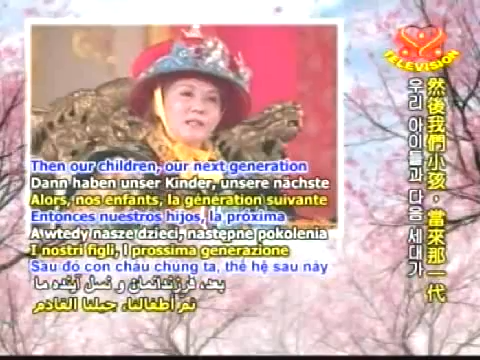 TELEVISION
Then our children, our next generation
Dann haben unser Kinder, unsere nächste
Alors, nos enfants, la génération suivante
Entonces nuestros hijos, la próxima
A wtedy nasze dzieci, następne pokolenia
I nostri figli, l prossima generazione
Sau đó con cháu chúng ta, thế hệ sau này
بعد، فرزندانمان و نسل آینده ما
ثم أطفالنا، جيلنا القادم
然後我們小孩，當來那一代
우리 아이들과 다음 세대가